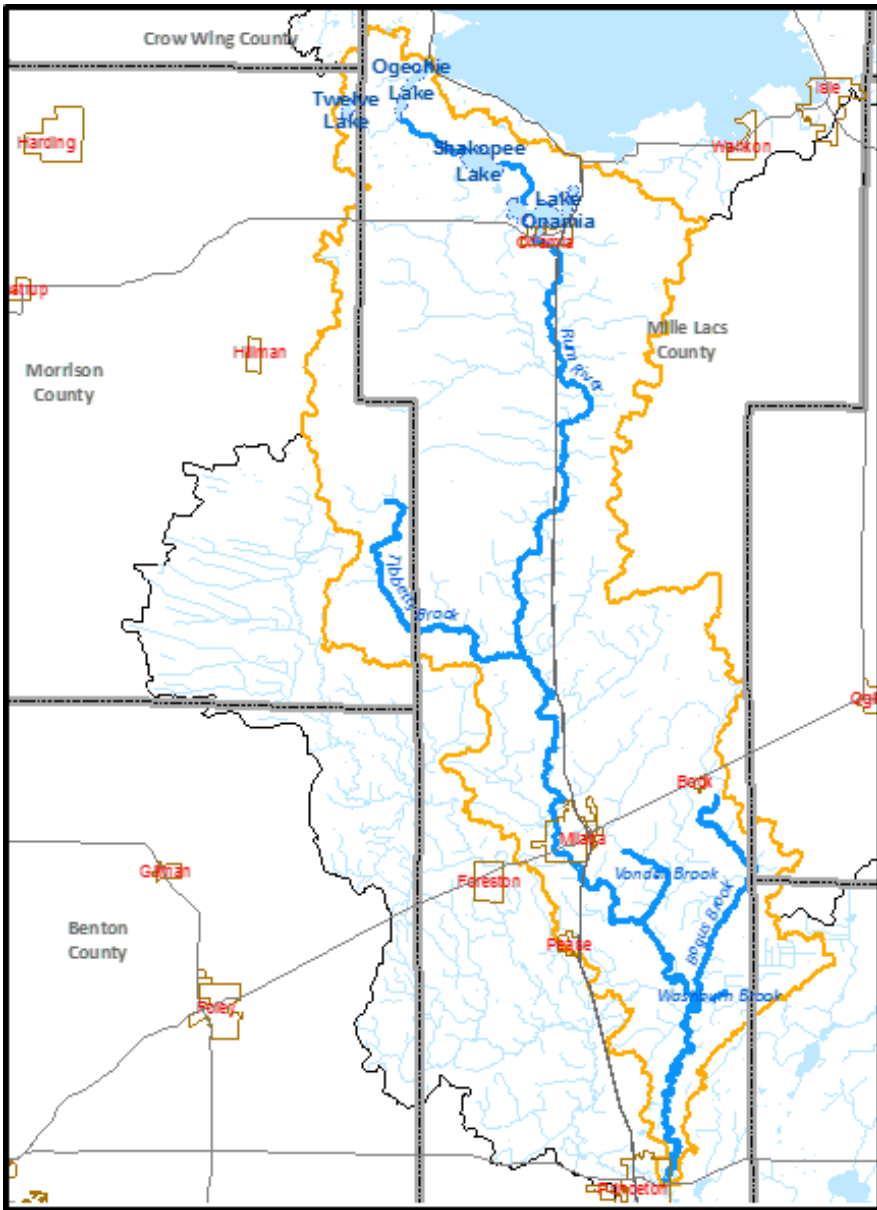 Crow Wing County
Ogechie
Lake
Twelve
Lake
Isle
Harding
Shakopee
Lake
Wahkon
Lake
Onamia
Onamia
Hillman
Rum River
Mille Lacs
County
Morrison
County
Tibbetts
Brook
Bock
Milaca
Gilman
Foreston
Vondell Brook
Bogus Brook
Benton
County
Pease
Washburn Brook
Foley
Princeton